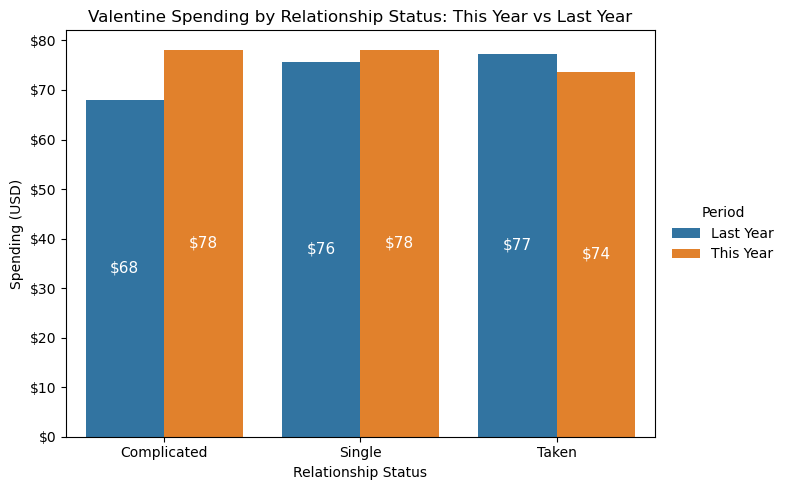 Valentine Spending by Relationship Status: This Year vs Last Year
$80
$70
$60
$50
$40
$30
$20
$10
$0
Spending (USD)
$68
$78
$76
$78
$77
$74
Complicated
Single
Taken
Relationship Status
Period
Last Year
This Year